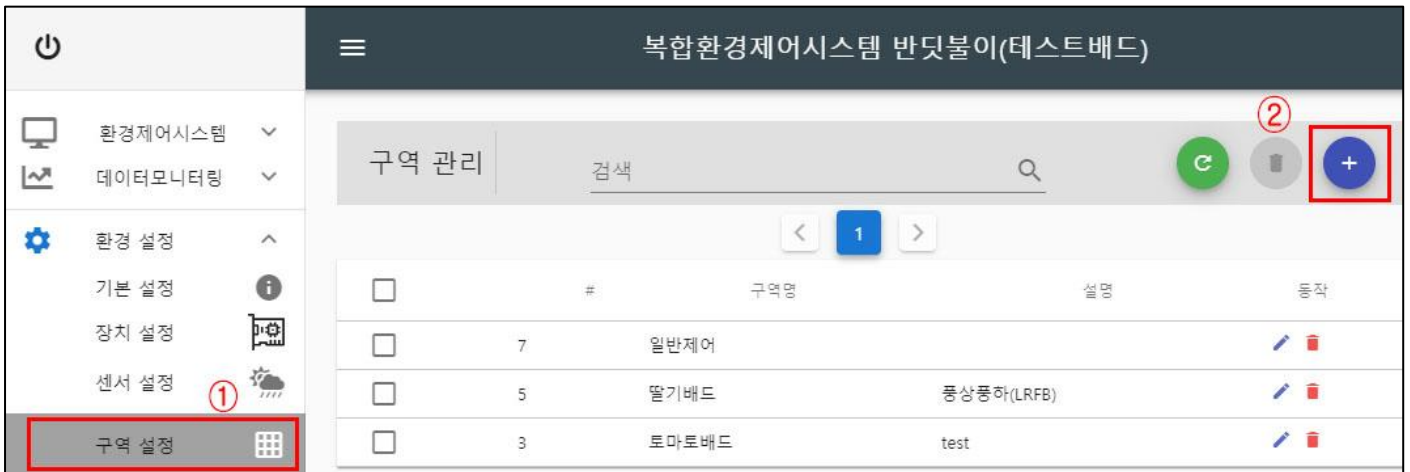 복합환경제어시스템 반딧불이(테스트배드)
환경제어시스템
데이터모니터링
환경 설정
기본 설정
장치 설정
센서 설정
①
구역 설정
②
구역 관리 검색
1
# 구역명 설명 동작
7 일반제어
5 딸기배드 풍상풍하(LRFB)
3 토마토배드 test